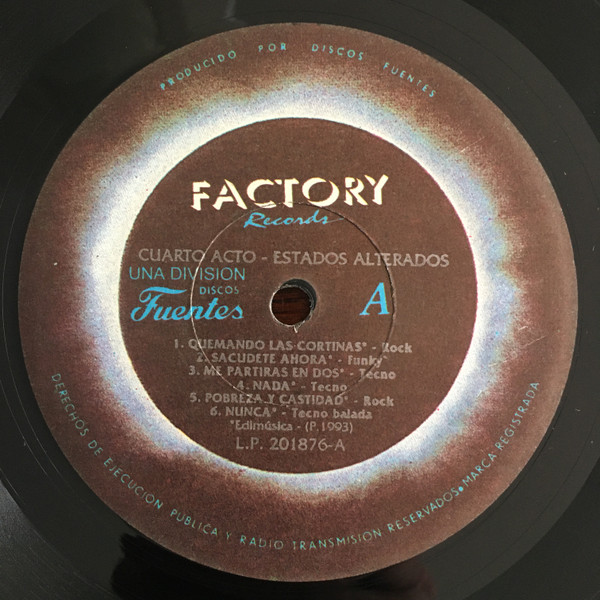 PRODUCIDO POR DISCOS FUENTES
FACTORY
Records
CUARTO ACTO - ESTADOS ALTERADOS
UNA DIVISION
DISCOS
Fuentes
A
1. QUEMANDO LAS CORTINAS* - Rock
2. SACUDETE AHORA* - Funky*
3. ME PARTIRAS EN DOS* - Tecno
4. NADA* - Tecno
5. POBREZA Y CASTIDAD* - Rock
6. NUNCA* - Tecno balada
*Edimúsica - (P. 1993)
L.P. 201876-A
DERECHOS DE EJECUCION PUBLICA Y RADIO TRANSMISION RESERVADOS • MARCA REGISTRADA